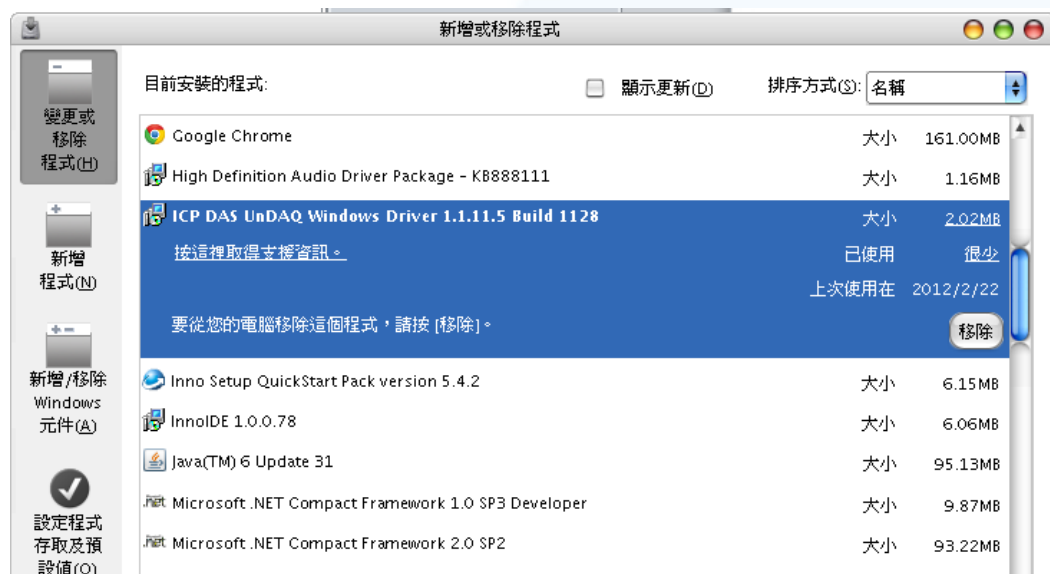 新增或移除程式
變更或
移除
程式(H)
新增
程式(N)
新增/移除
Windows
元件(A)
設定程式
存取及預
設值(O)
目前安裝的程式:
顯示更新(D)
排序方式(S): 名稱
Google Chrome 大小 161.00MB
High Definition Audio Driver Package - KB888111 大小 1.16MB
ICP DAS UnDAQ Windows Driver 1.1.11.5 Build 1128 大小 2.02MB
按這裡取得支援資訊。 已使用 很少
上次使用在 2012/2/22
要從您的電腦移除這個程式，請按 [移除]。 移除
Inno Setup QuickStart Pack version 5.4.2 大小 6.15MB
InnoIDE 1.0.0.78 大小 6.06MB
Java(TM) 6 Update 31 大小 95.13MB
Microsoft .NET Compact Framework 1.0 SP3 Developer 大小 9.87MB
Microsoft .NET Compact Framework 2.0 SP2 大小 93.22MB